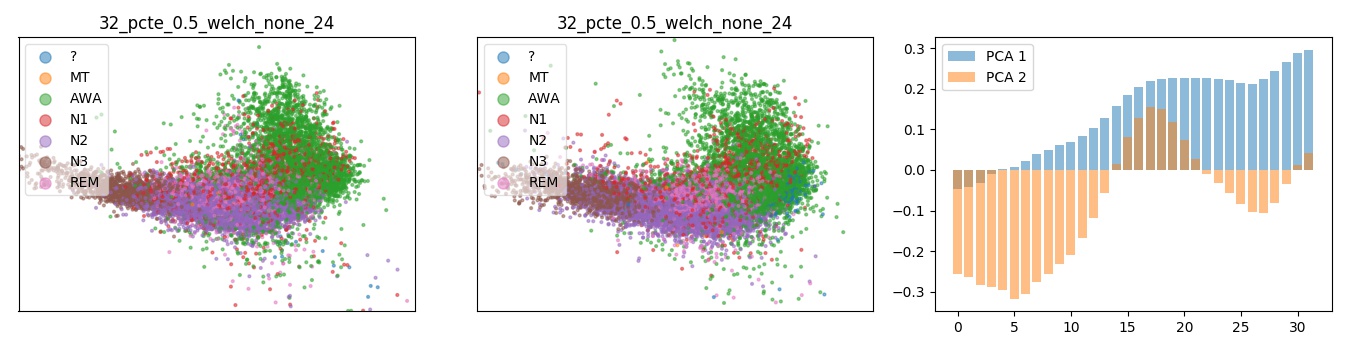 32_pcte_0.5_welch_none_24
?
MT
AWA
N1
N2
N3
REM
32_pcte_0.5_welch_none_24
?
MT
AWA
N1
N2
N3
REM
PCA 1
PCA 2
0.3
0.2
0.1
0.0
−0.1
−0.2
−0.3
0 5 10 15 20 25 30